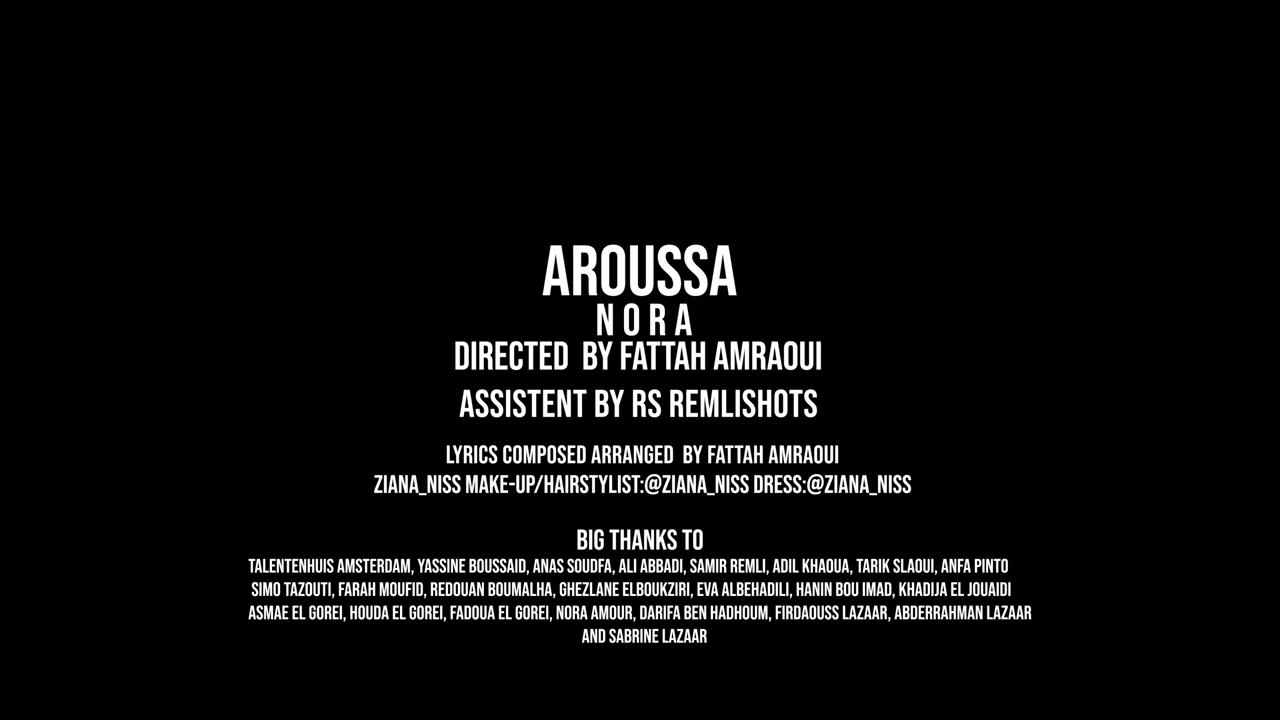 AROUSSA
N O R A
DIRECTED  BY FATTAH AMRAOUI
ASSISTENT BY RS REMLISHOTS
LYRICS COMPOSED ARRANGED  BY FATTAH AMRAOUI
ZIANA_NISS MAKE-UP/HAIRSTYLIST:@ZIANA_NISS DRESS:@ZIANA_NISS
BIG THANKS TO
TALENTENHUIS AMSTERDAM, YASSINE BOUSSAID, ANAS SOUDFA, ALI ABBADI, SAMIR REMLI, ADIL KHAOUA, TARIK SLAOUI, ANFA PINTO
SIMO TAZOUTI, FARAH MOUFID, REDOUAN BOUMALHA, GHEZLANE ELBOUKZIRI, EVA ALBEHADILI, HANIN BOU IMAD, KHADIJA EL JOUAIDI
ASMAE EL GOREI, HOUDA EL GOREI, FADOUA EL GOREI, NORA AMOUR, DARIFA BEN HADHOUM, FIRDAOUSS LAZAAR, ABDERRAHMAN LAZAAR
AND SABRINE LAZAAR